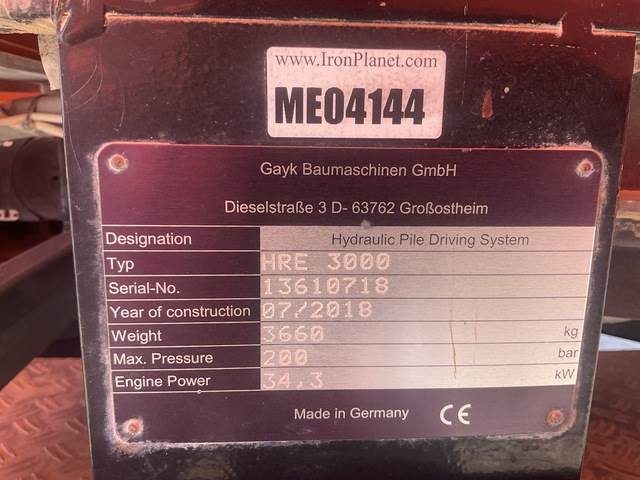 www.IronPlanet.com
ME04144
Gayk Baumaschinen GmbH
Dieselstraße 3 D- 63762 Großostheim
Designation Hydraulic Pile Driving System
Typ HRE 3000
Serial-No. 13610718
Year of construction 07/2018
Weight 3660 kg
Max. Pressure 200 bar
Engine Power 34,3 kW
Made in Germany CE